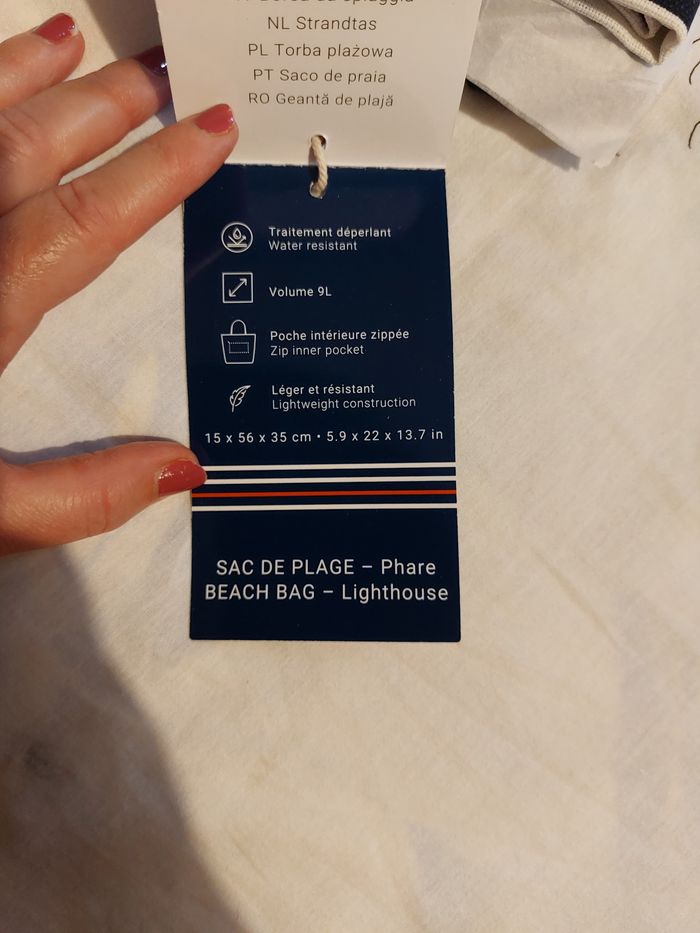 NL Strandtas
PL Torba plażowa
PT Saco de praia
RO Geantă de plajă
Traitement déperlant
Water resistant
Volume 9L
Poche intérieure zippée
Zip inner pocket
Léger et résistant
Lightweight construction
15 x 56 x 35 cm • 5.9 x 22 x 13.7 in
SAC DE PLAGE – Phare
BEACH BAG – Lighthouse